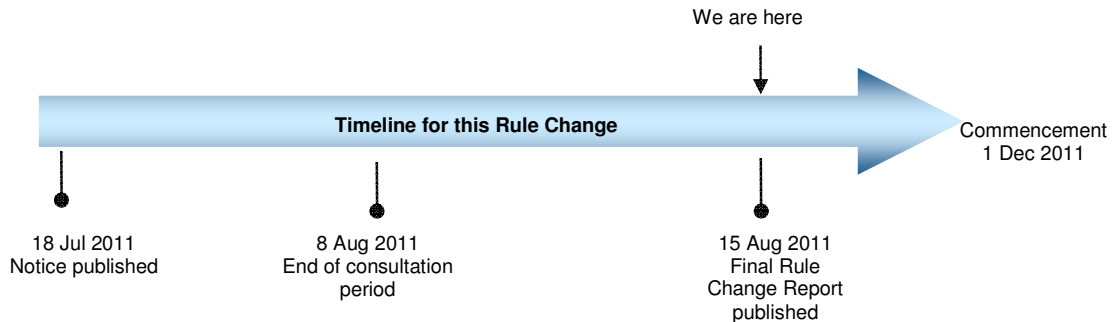 We are here
Timeline for this Rule Change
Commencement
1 Dec 2011
18 Jul 2011
Notice published
8 Aug 2011
End of consultation
period
15 Aug 2011
Final Rule
Change Report
published